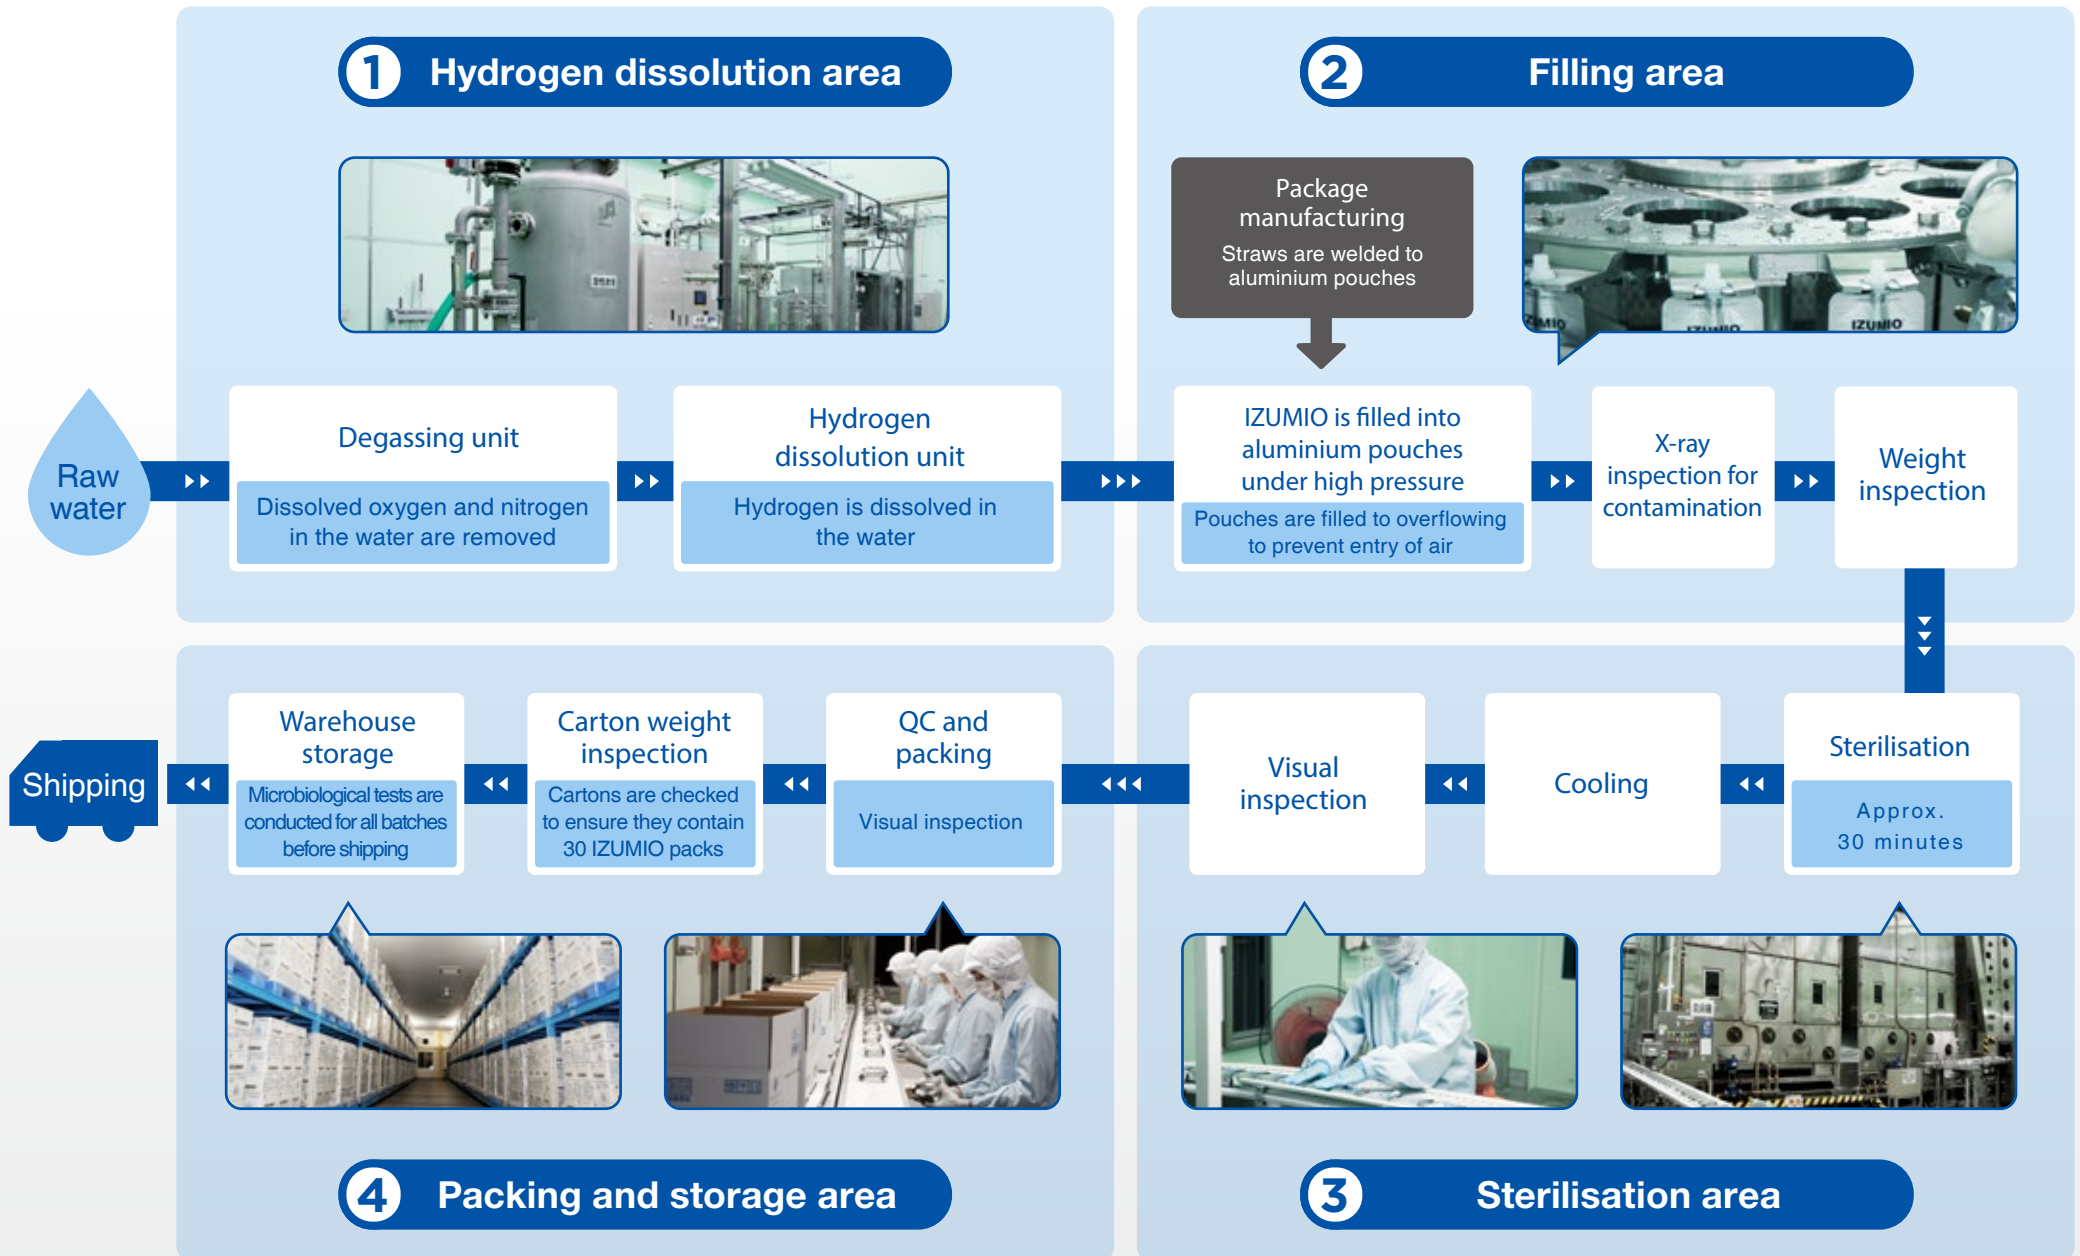 1 Hydrogen dissolution area
2 Filling area
Package
manufacturing
Straws are welded to
aluminium pouches
IZUMIO
IZUMIO
Raw
water
Degassing unit
Dissolved oxygen and nitrogen
in the water are removed
Hydrogen
dissolution unit
Hydrogen is dissolved in
the water
IZUMIO is filled into
aluminium pouches
under high pressure
Pouches are filled to overflowing
to prevent entry of air
X-ray
inspection for
contamination
Weight
inspection
Sterilisation
Approx.
30 minutes
Cooling
Visual
inspection
QC and
packing
Visual inspection
Carton weight
inspection
Cartons are checked
to ensure they contain
30 IZUMIO packs
Warehouse
storage
Microbiological tests are
conducted for all batches
before shipping
Shipping
3 Sterilisation area
4 Packing and storage area